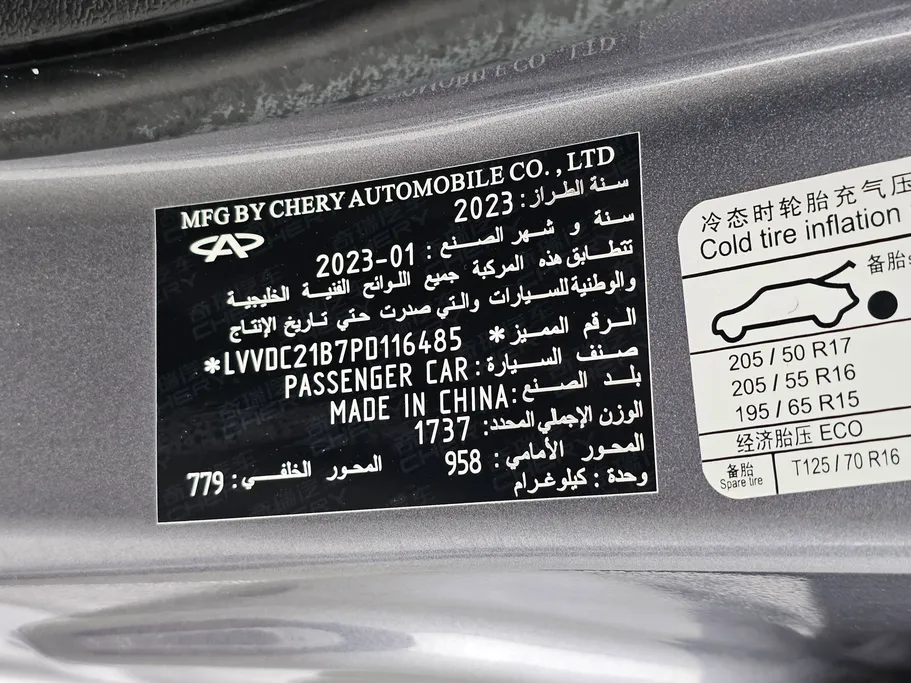 MFG BY CHERY AUTOMOBILE CO., LTD
سنة الطراز: 2023
سنة و شهر الصنع : 2023-01
تتطابق هذه المركبة جميع اللوائح الفنية الخليجية
والوطنية للسيارات والتي صدرت حتي تاريخ الإنتاج
الرقم المميز: *LVVDC21B7PD116485*
صنف السيارة: PASSENGER CAR
بلد الصنع: MADE IN CHINA
الوزن الإجمالي المحدد: 1737
المحور الأمامي: 958 المحور الخلفي: 779
وحدة : كيلوغرام
冷态时轮胎充气压
Cold tire inflation
备胎
205 / 50 R17
205 / 55 R16
195 / 65 R15
经济胎压 ECO
备胎
Spare tire
T125 / 70 R16